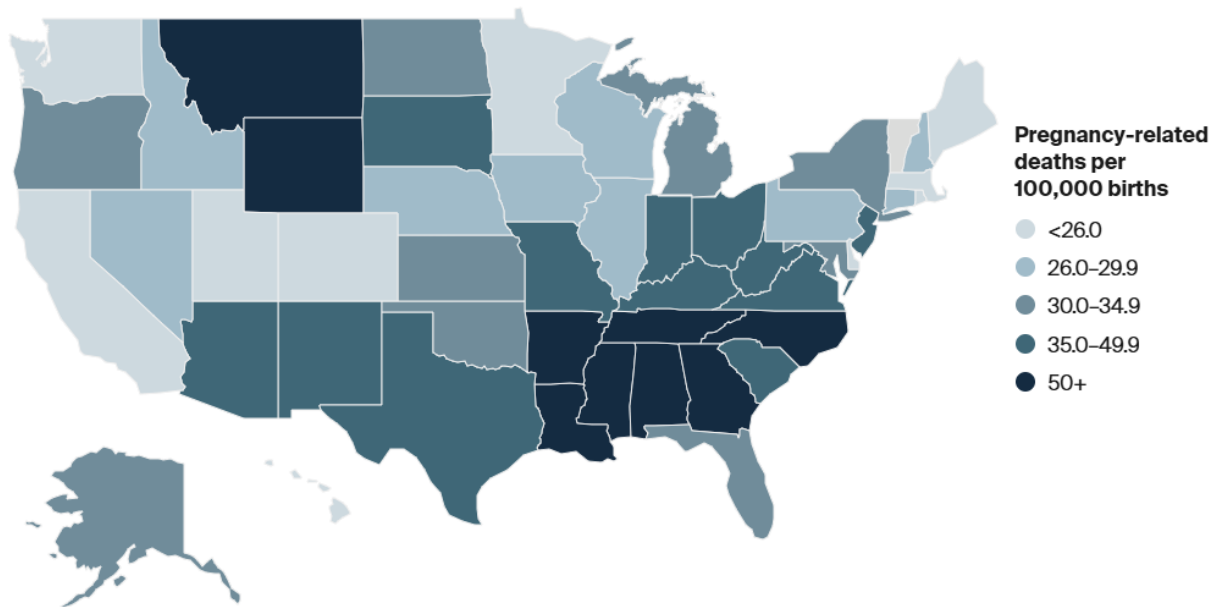 Pregnancy-related
deaths per
100,000 births
<26.0
26.0–29.9
30.0–34.9
35.0–49.9
50+